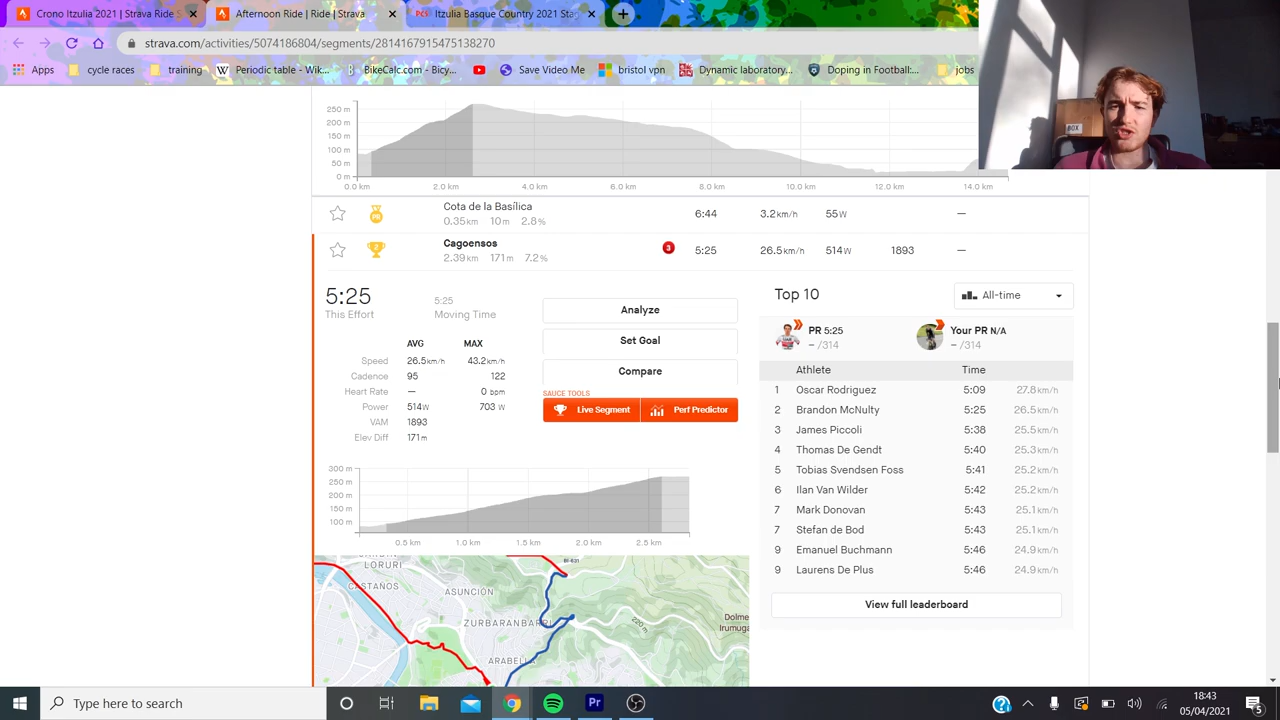 Crono Itzulia 2021 | Strava Ride S
Afternoon Ride | Ride | Strava
Itzulia Basque Country 2021 Stag
strava.com/activities/5074186804/segments/2814167915475138270
Apps cycle races training Periodic table - Wik... BikeCalc.com - Bicy... Save Video Me bristol vpn Dynamic laboratory... Doping in Football:... jobs
BOX
250 m
200 m
150 m
100 m
50 m
0 m
0.0 km 2.0 km 4.0 km 6.0 km 8.0 km 10.0 km 12.0 km 14.0 km
PR Cota de la Basílica 6:44 3.2km/h 55W —
0.35km 10m 2.8%
2 Cagoensos 3 5:25 26.5km/h 514W 1893 —
2.39km 171m 7.2%
5:25 5:25
This Effort Moving Time
AVG MAX
Speed 26.5km/h 43.2km/h
Cadence 95 122
Heart Rate — 0 bpm
Power 514W 703 W
VAM 1893
Elev Diff 171m
Analyze
Set Goal
Compare
SAUCE TOOLS
Live Segment Perf Predictor
Top 10 All-time
PR 5:25 Your PR N/A
– /314 – /314
Athlete Time
1 Oscar Rodriguez 5:09 27.8km/h
2 Brandon McNulty 5:25 26.5km/h
3 James Piccoli 5:38 25.5km/h
4 Thomas De Gendt 5:40 25.3km/h
5 Tobias Svendsen Foss 5:41 25.2km/h
6 Ilan Van Wilder 5:42 25.2km/h
7 Mark Donovan 5:43 25.1km/h
7 Stefan de Bod 5:43 25.1km/h
9 Emanuel Buchmann 5:46 24.9km/h
9 Laurens De Plus 5:46 24.9km/h
View full leaderboard
300 m
250 m
200 m
150 m
100 m
0.5 km 1.0 km 1.5 km 2.0 km 2.5 km
LORURI
CASTAÑOS
ASUNCIÓN
ZURBARANBARRI
ARABELLA
BI-631
220 m
Dolme
Irumuga
Type here to search
18:43
05/04/2021
5